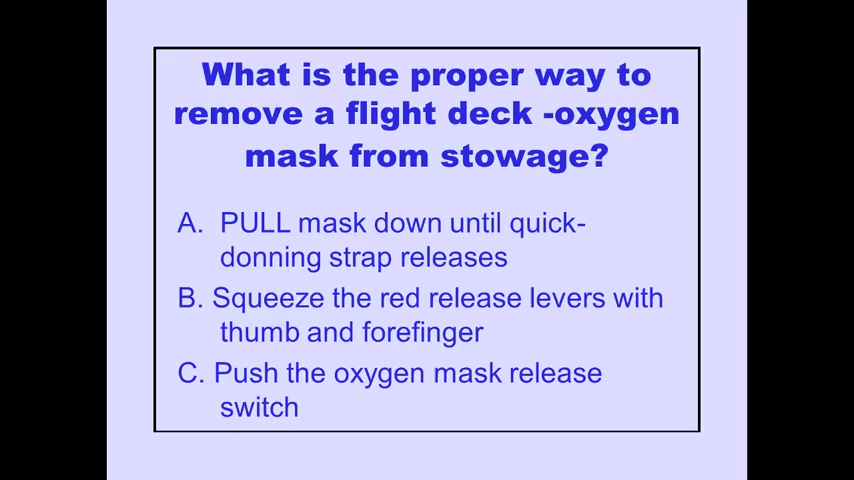 What is the proper way to
remove a flight deck -oxygen
mask from stowage?
A. PULL mask down until quick-
donning strap releases
B. Squeeze the red release levers with
thumb and forefinger
C. Push the oxygen mask release
switch